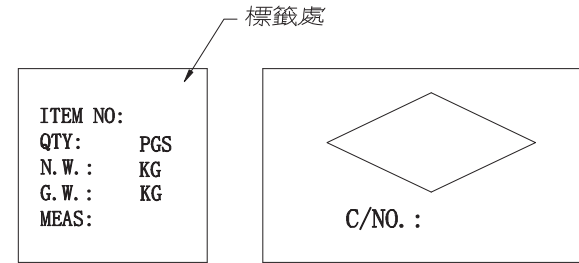 標籤處
ITEM NO:
QTY: PGS
N.W.: KG
G.W.: KG
MEAS:
C/NO.: